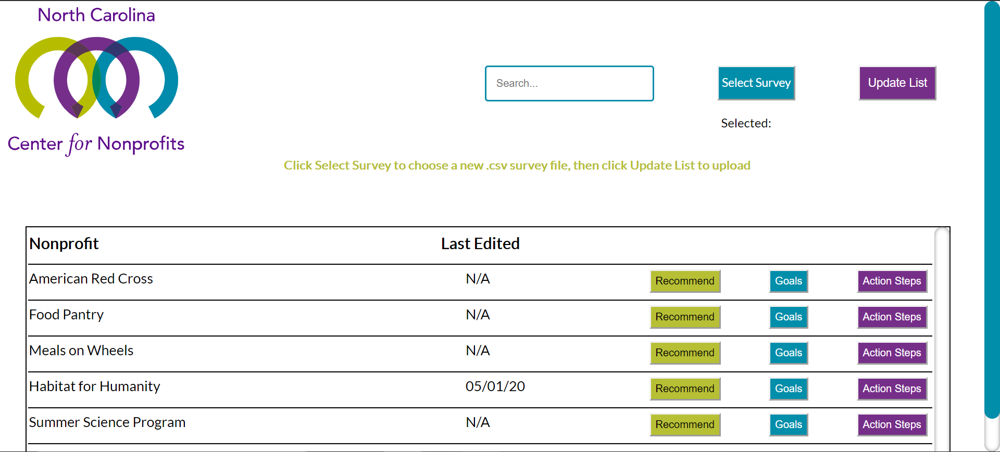 North Carolina
Center for Nonprofits
Search...
Select Survey
Update List
Selected:
Click Select Survey to choose a new .csv survey file, then click Update List to upload
Nonprofit Last Edited
American Red Cross N/A Recommend Goals Action Steps
Food Pantry N/A Recommend Goals Action Steps
Meals on Wheels N/A Recommend Goals Action Steps
Habitat for Humanity 05/01/20 Recommend Goals Action Steps
Summer Science Program N/A Recommend Goals Action Steps